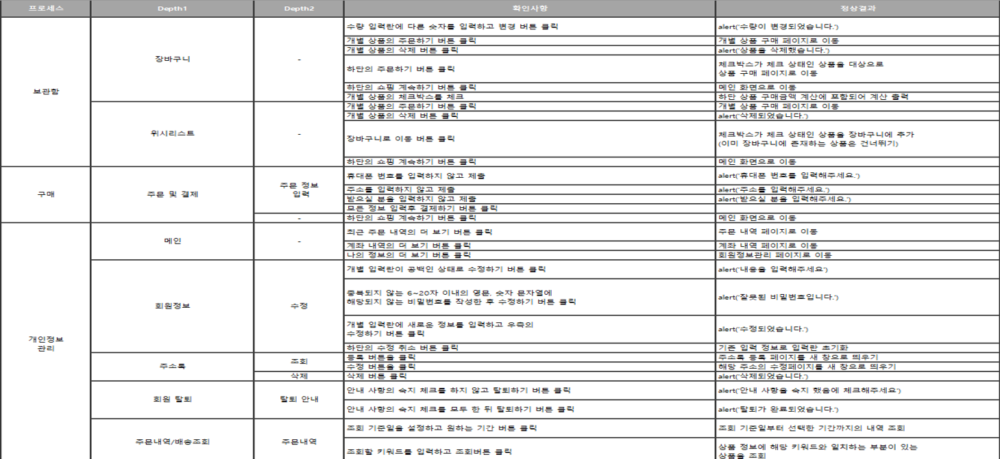 프로세스 Depth1 Depth2 확인사항 정상결과
보관함 장바구니 - 수량 입력란에 다른 숫자를 입력하고 변경 버튼 클릭 alert('수량이 변경되었습니다.')
개별 상품의 주문하기 버튼 클릭 개별 상품 구매 페이지로 이동
개별 상품의 삭제 버튼 클릭 alert('상품을 삭제했습니다.')
하단의 주문하기 버튼 클릭 체크박스가 체크 상태인 상품을 대상으로
상품 구매 페이지로 이동
하단의 쇼핑 계속하기 버튼 클릭 메인 화면으로 이동
개별 상품의 체크박스를 체크 하단 상품 구매금액 계산에 포함되어 계산 출력
위시리스트 - 개별 상품의 주문하기 버튼 클릭 개별 상품 구매 페이지로 이동
개별 상품의 삭제 버튼 클릭 alert('삭제되었습니다.')
장바구니로 이동 버튼 클릭 체크박스가 체크 상태인 상품을 장바구니에 추가
(이미 장바구니에 존재하는 상품은 건너뛰기)
하단의 쇼핑 계속하기 버튼 클릭 메인 화면으로 이동
구매 주문 및 결제 주문 정보
입력 휴대폰 번호를 입력하지 않고 제출 alert('휴대폰 번호를 입력해주세요.')
주소를 입력하지 않고 제출 alert('주소를 입력해주세요.')
받으실 분을 입력하지 않고 제출 alert('받으실 분을 입력해주세요.')
모든 정보 입력후 결제하기 버튼 클릭
- 하단의 쇼핑 계속하기 버튼 클릭 메인 화면으로 이동
개인정보
관리 메인 - 최근 주문 내역의 더 보기 버튼 클릭 주문 내역 페이지로 이동
계좌 내역의 더 보기 버튼 클릭 계좌 내역 페이지로 이동
나의 정보의 더 보기 버튼 클릭 회원정보관리 페이지로 이동
회원정보 수정 개별 입력란이 공백인 상태로 수정하기 버튼 클릭 alert('내용을 입력해주세요')
중복되지 않는 6~20자 이내의 영문, 숫자 문자열에
해당되지 않는 비밀번호를 작성한 후 수정하기 버튼 클릭 alert('잘못된 비밀번호입니다.')
개별 입력란에 새로운 정보를 입력하고 우측의
수정하기 버튼 클릭 alert('수정되었습니다.')
하단의 수정 취소 버튼 클릭 기존 입력 정보로 입력란 초기화
주소록 조회 등록 버튼을 클릭 주소록 등록 페이지를 새 창으로 띄우기
수정 버튼을 클릭 해당 주소의 수정페이지를 새 창으로 띄우기
삭제 삭제 버튼 클릭 alert('삭제되었습니다.')
회원 탈퇴 탈퇴 안내 안내 사항의 숙지 체크를 하지 않고 탈퇴하기 버튼 클릭 alert('안내 사항을 숙지 했음에 체크해주세요')
안내 사항의 숙지 체크를 모두 한 뒤 탈퇴하기 버튼 클릭 alert('탈퇴가 완료되었습니다.')
주문내역/배송조회 주문내역 조회 기준일을 설정하고 원하는 기간 버튼 클릭 조회 기준일부터 선택한 기간까지의 내역 조회
조회할 키워드를 입력하고 조회버튼 클릭 상품 정보에 해당 키워드와 일치하는 부분이 있는
상품을 조회